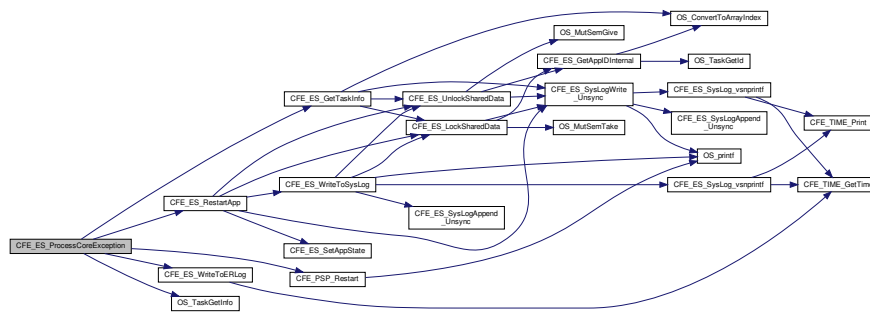 OS_ConvertToArrayIndex
OS_MutSemGive
CFE_ES_GetAppIDInternal
OS_TaskGetId
CFE_ES_GetTaskInfo
CFE_ES_UnlockSharedData
CFE_ES_SysLogWrite
_Unsync
CFE_ES_SysLog_vsnprintf
CFE_ES_LockSharedData
OS_MutSemTake
CFE_ES_SysLogAppend
_Unsync
CFE_TIME_Print
OS_printf
CFE_ES_WriteToSysLog
CFE_ES_SysLog_vsnprintf
CFE_TIME_GetTime
CFE_ES_RestartApp
CFE_ES_SysLogAppend
_Unsync
CFE_ES_ProcessCoreException
CFE_ES_SetAppState
CFE_ES_WriteToERLog
CFE_PSP_Restart
OS_TaskGetInfo